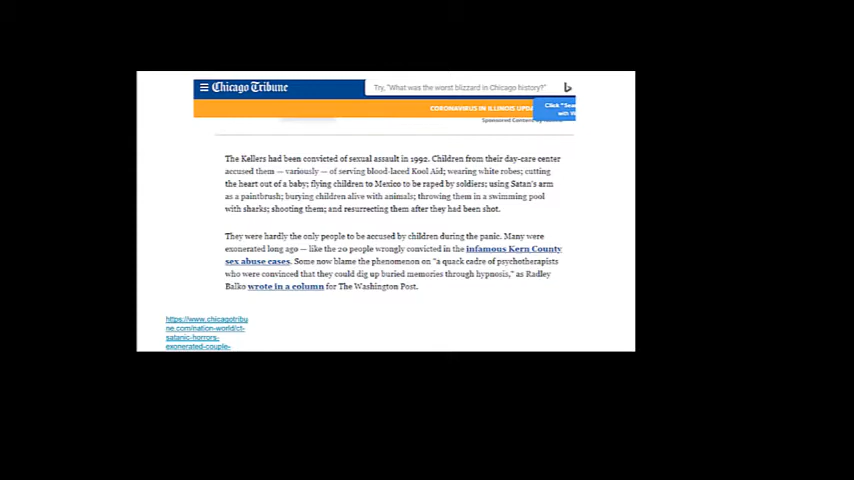 Chicago Tribune
Try, "What was the worst blizzard in Chicago history?"
CORONAVIRUS IN ILLINOIS UPDA
Click "Sea
with
Sponsored Content by
The Kellers had been convicted of sexual assault in 1992. Children from their day-care center
accused them — variously — of serving blood-laced Kool Aid; wearing white robes; cutting
the heart out of a baby; flying children to Mexico to be raped by soldiers; using Satan's arm
as a paintbrush; burying children alive with animals; throwing them in a swimming pool
with sharks; shooting them; and resurrecting them after they had been shot.
They were hardly the only people to be accused by children during the panic. Many were
exonerated long ago — like the 20 people wrongly convicted in the infamous Kern County
sex abuse cases. Some now blame the phenomenon on "a quack cadre of psychotherapists
who were convinced that they could dig up buried memories through hypnosis," as Radley
Balko wrote in a column for The Washington Post.
https://www.chicagotribu
ne.com/nation-world/ct-
satanic-horrors-
exonerated-couple-